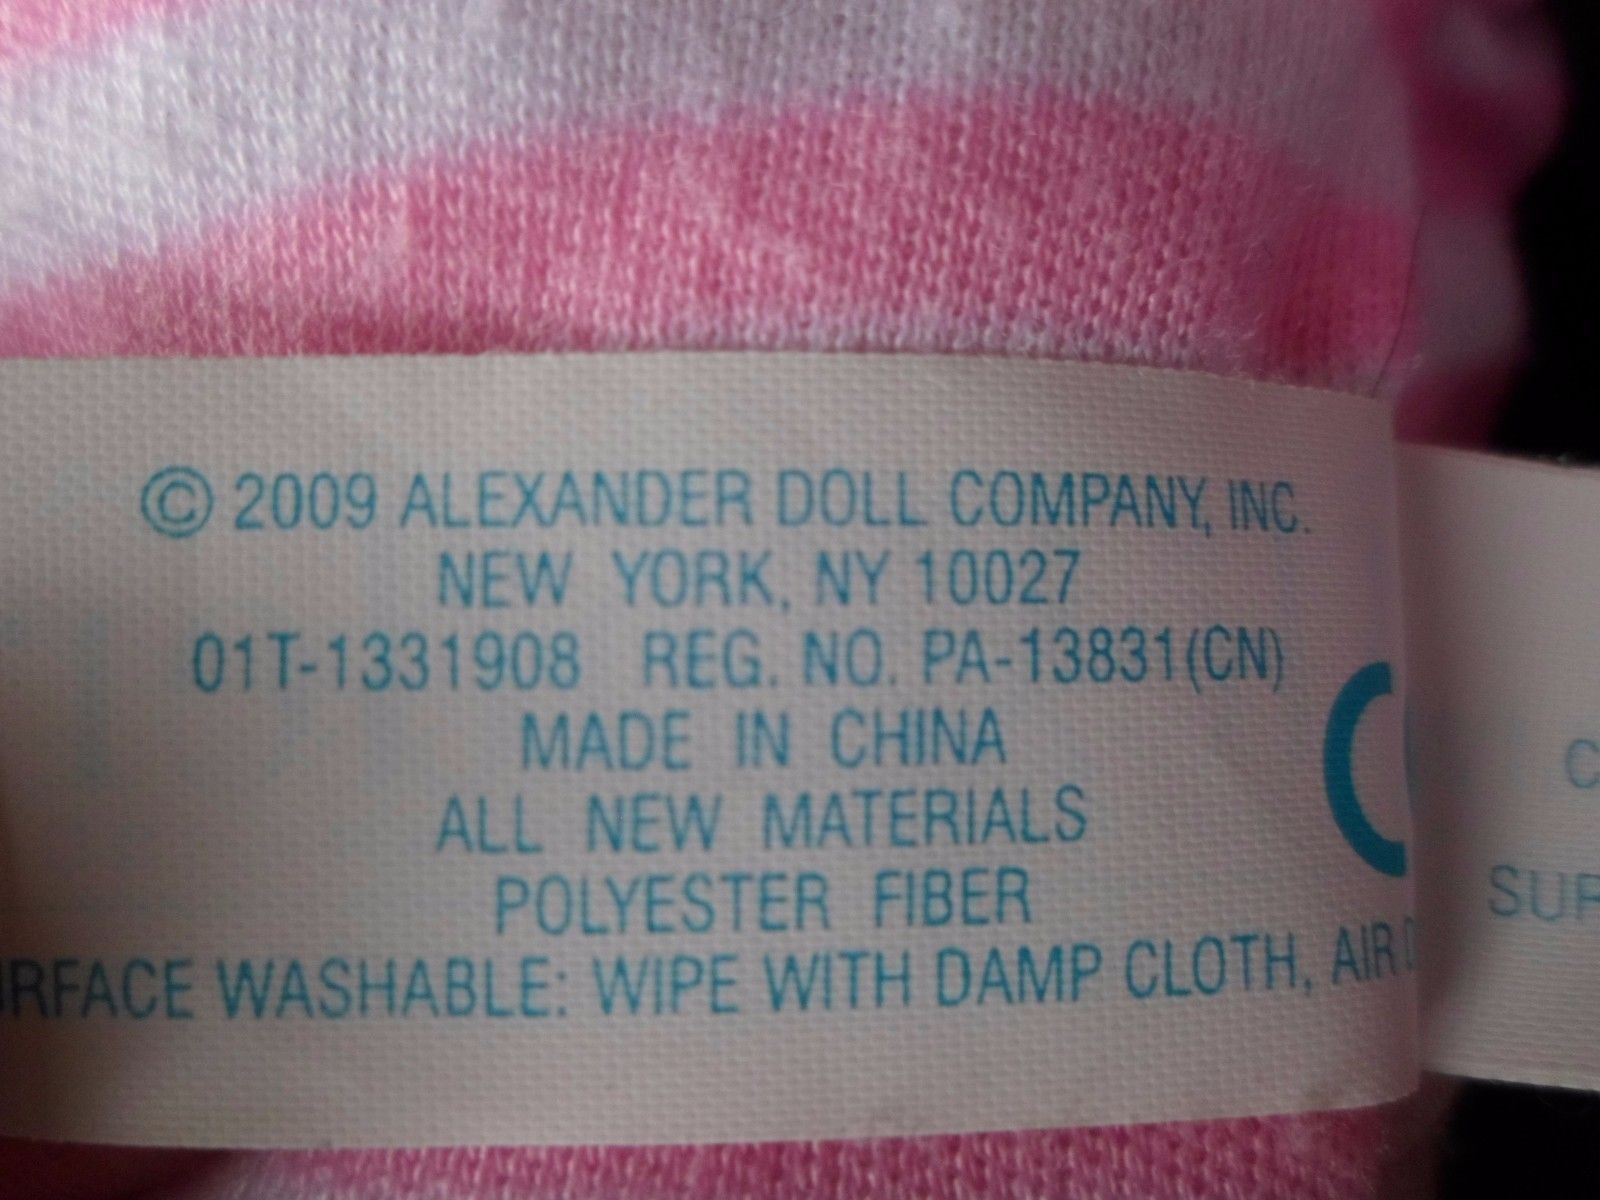 © 2009 ALEXANDER DOLL COMPANY, INC.
NEW YORK, NY 10027
01T-1331908 REG. NO. PA-13831(CN)
MADE IN CHINA
ALL NEW MATERIALS
POLYESTER FIBER
WASHABLE: WIPE WITH DAMP CLOTH, AIR